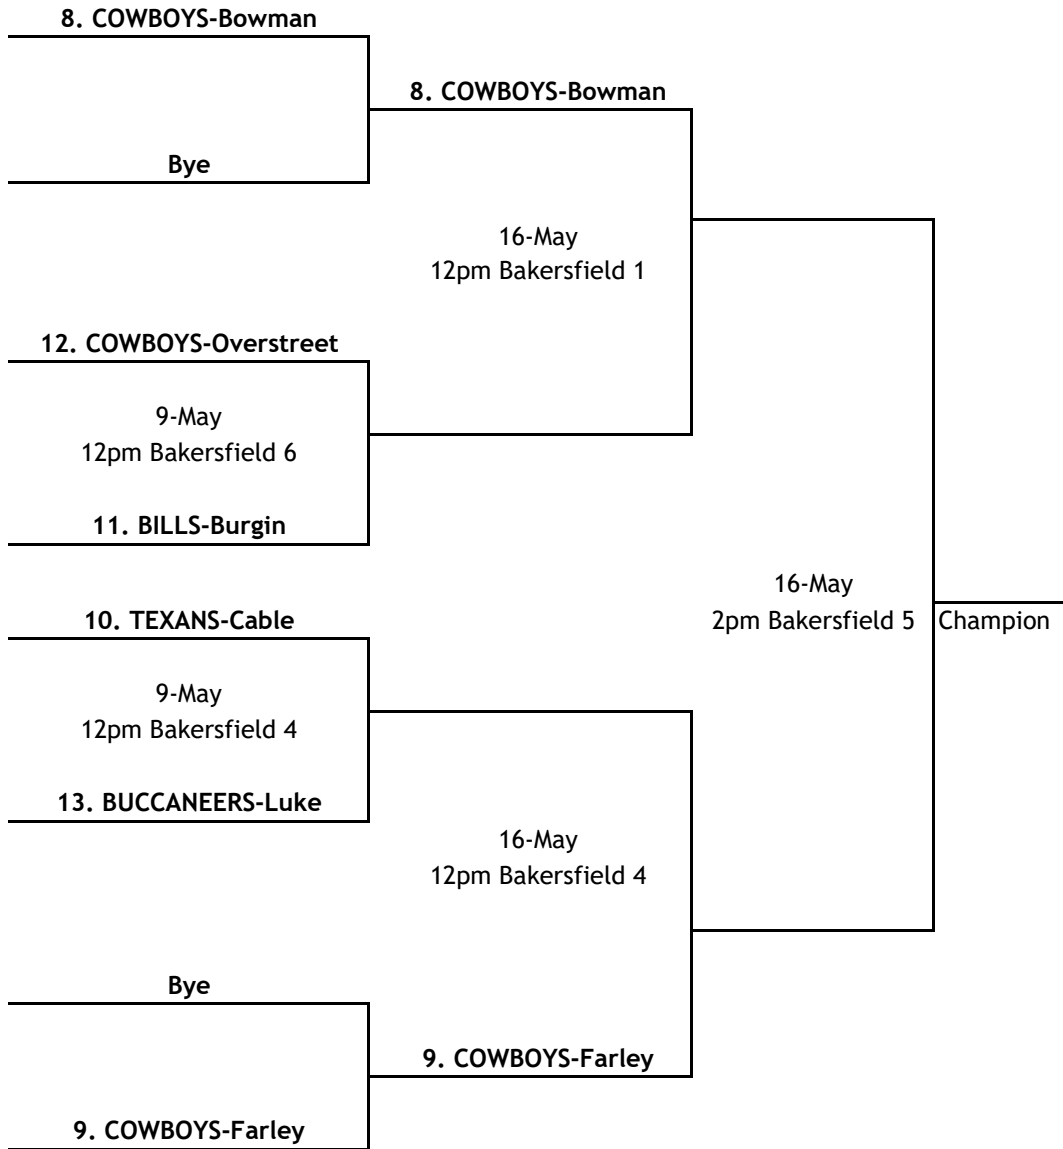 8. COWBOYS-Bowman
8. COWBOYS-Bowman
Bye
16-May
12pm Bakersfield 1
12. COWBOYS-Overstreet
9-May
12pm Bakersfield 6
11. BILLS-Burgin
16-May
2pm Bakersfield 5
Champion
10. TEXANS-Cable
9-May
12pm Bakersfield 4
13. BUCCANEERS-Luke
16-May
12pm Bakersfield 4
Bye
9. COWBOYS-Farley
9. COWBOYS-Farley